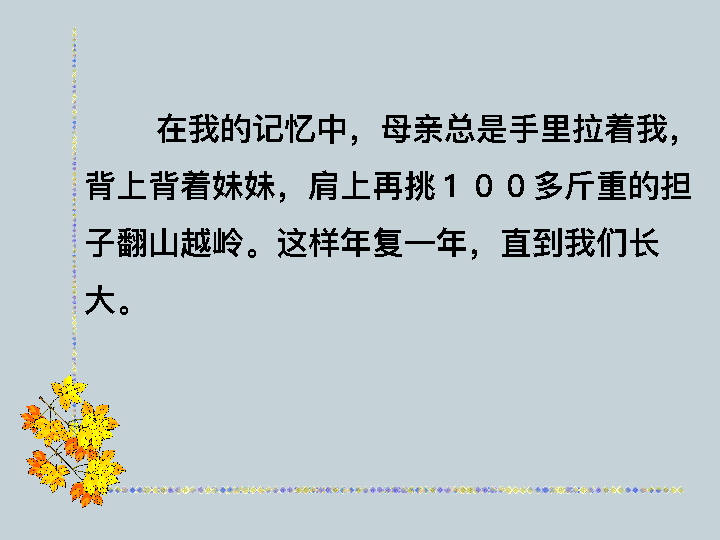 在我的记忆中，母亲总是手里拉着我，
背上背着妹妹，肩上再挑１００多斤重的担
子翻山越岭。这样年复一年，直到我们长
大。